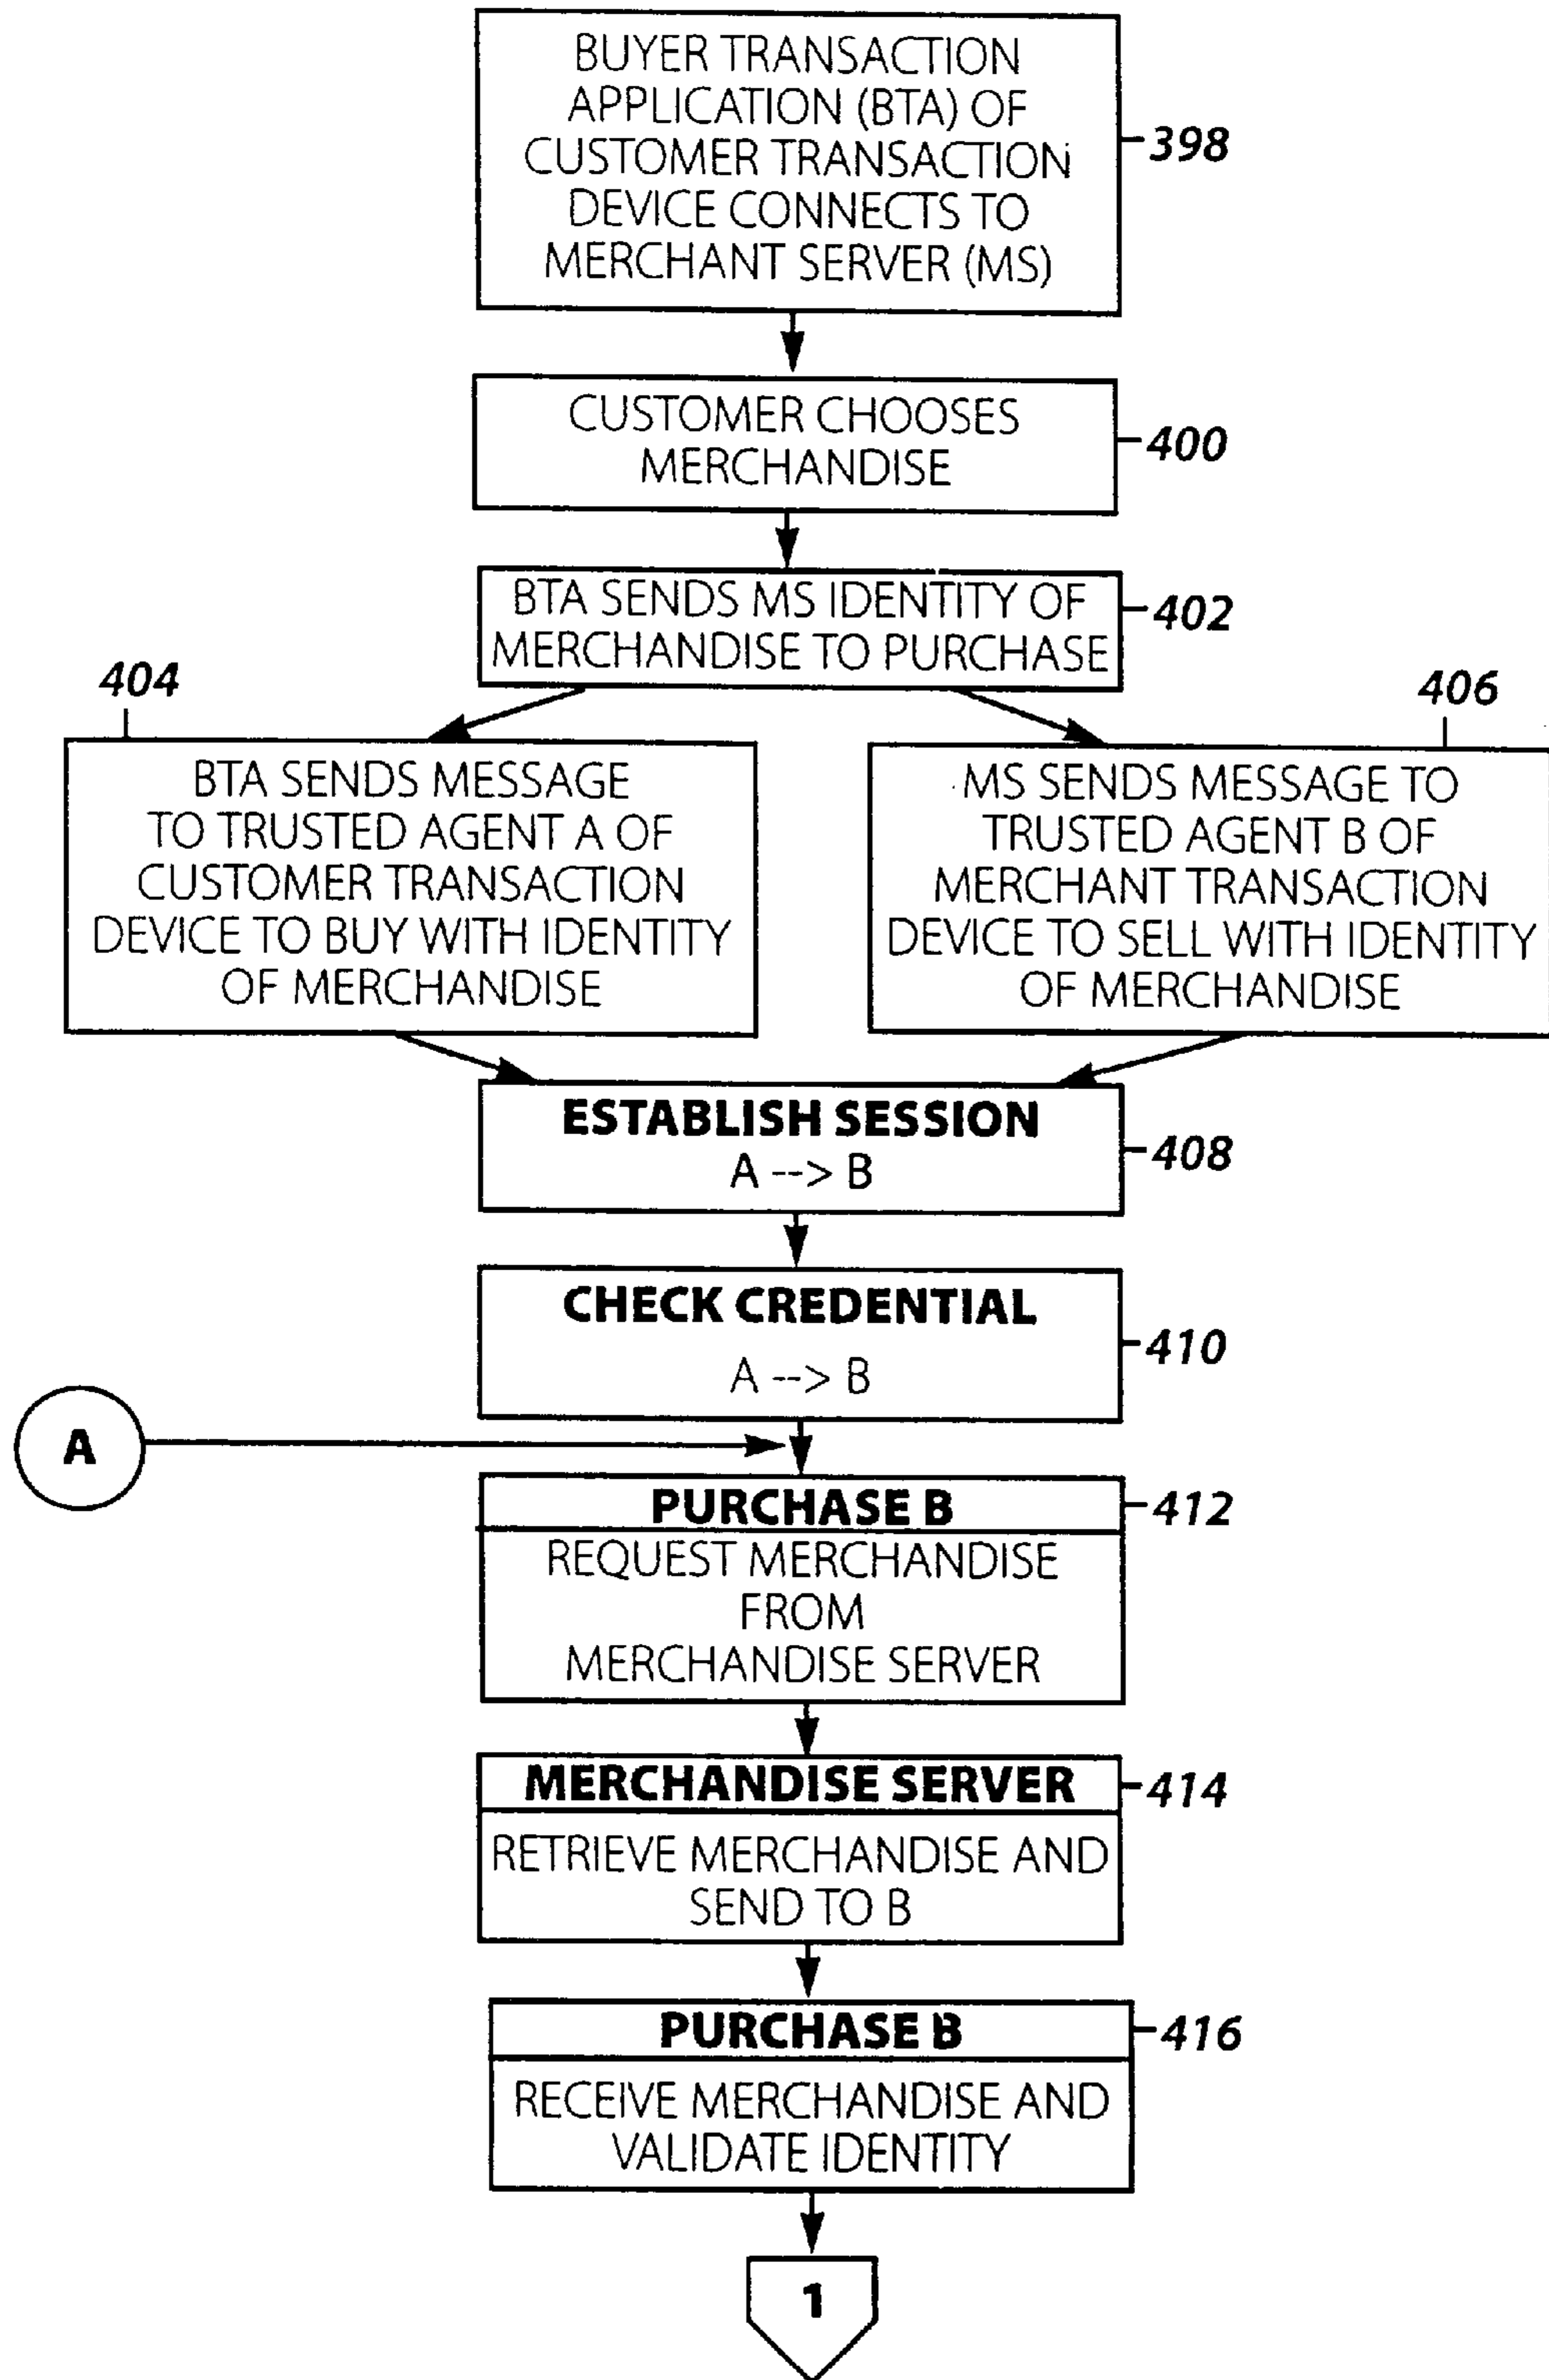 BUYER TRANSACTION
APPLICATION (BTA) OF
CUSTOMER TRANSACTION
DEVICE CONNECTS TO
MERCHANT SERVER (MS)
398
CUSTOMER CHOOSES
MERCHANDISE
400
BTA SENDS MS IDENTITY OF
MERCHANDISE TO PURCHASE
402
404
BTA SENDS MESSAGE
TO TRUSTED AGENT A OF
CUSTOMER TRANSACTION
DEVICE TO BUY WITH IDENTITY
OF MERCHANDISE
406
MS SENDS MESSAGE TO
TRUSTED AGENT B OF
MERCHANT TRANSACTION
DEVICE TO SELL WITH IDENTITY
OF MERCHANDISE
ESTABLISH SESSION
A --> B
408
CHECK CREDENTIAL
A --> B
410
A
PURCHASE B
412
REQUEST MERCHANDISE
FROM
MERCHANDISE SERVER
MERCHANDISE SERVER
414
RETRIEVE MERCHANDISE AND
SEND TO B
PURCHASE B
416
RECEIVE MERCHANDISE AND
VALIDATE IDENTITY
1